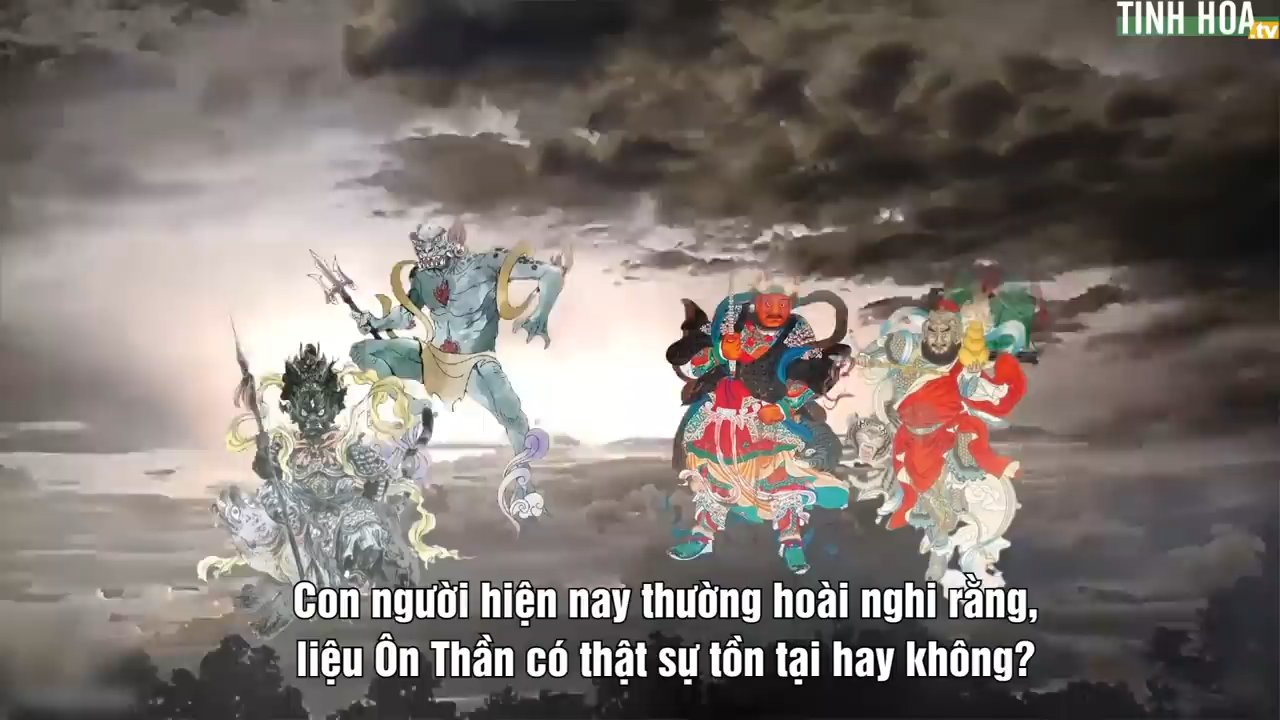 TINH HOA
.tv
Con người hiện nay thường hoài nghi rằng,
liệu Ôn Thần có thật sự tồn tại hay không?